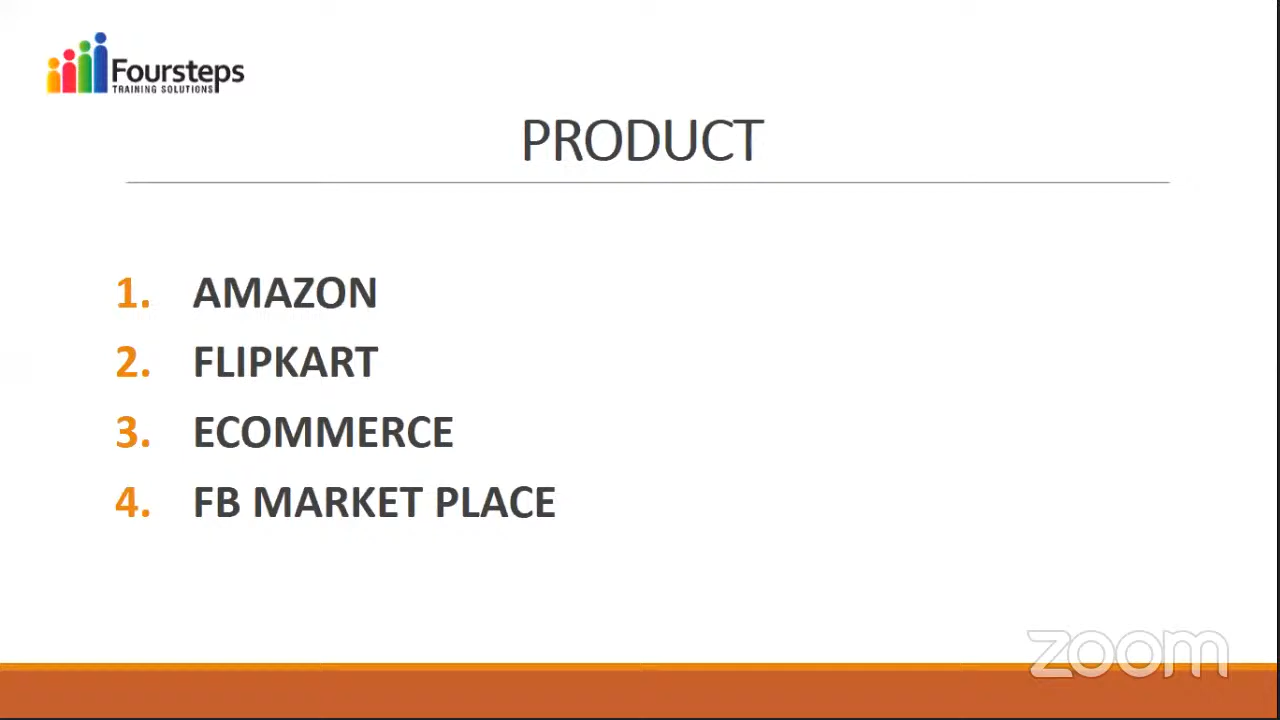 Foursteps
TRAINING SOLUTIONS
PRODUCT
1. AMAZON
2. FLIPKART
3. ECOMMERCE
4. FB MARKET PLACE
zoom